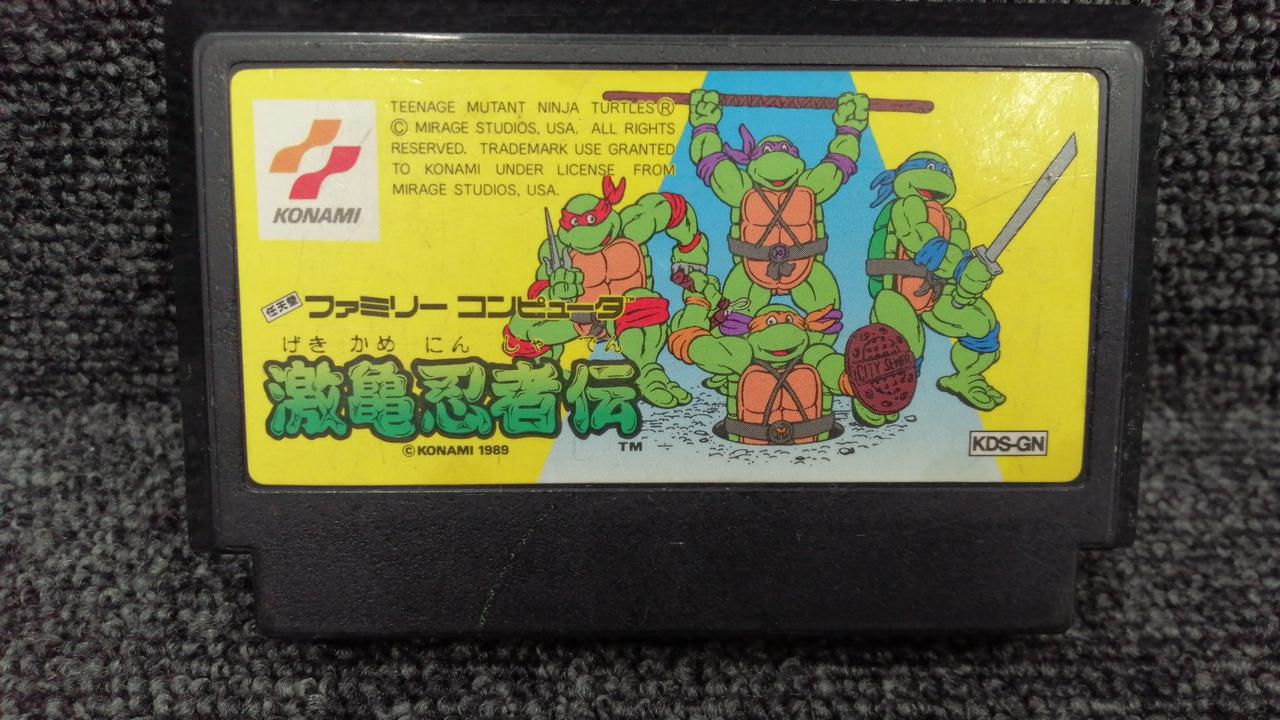 KONAMI
TEENAGE MUTANT NINJA TURTLES®
© MIRAGE STUDIOS, USA. ALL RIGHTS
RESERVED. TRADEMARK USE GRANTED
TO KONAMI UNDER LICENSE FROM
MIRAGE STUDIOS, USA.
任天堂 ファミリーコンピュータ™
げき かめ にん じゃ でん
激亀忍者伝
TM
© KONAMI 1989
CITY SEWER
KDS-GN